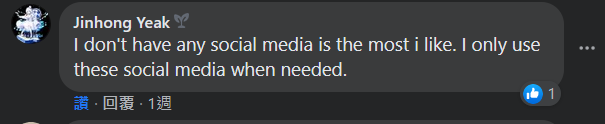 Jinhong Yeak
I don't have any social media is the most i like. I only use
these social media when needed.
讚 · 回覆 · 1週
1